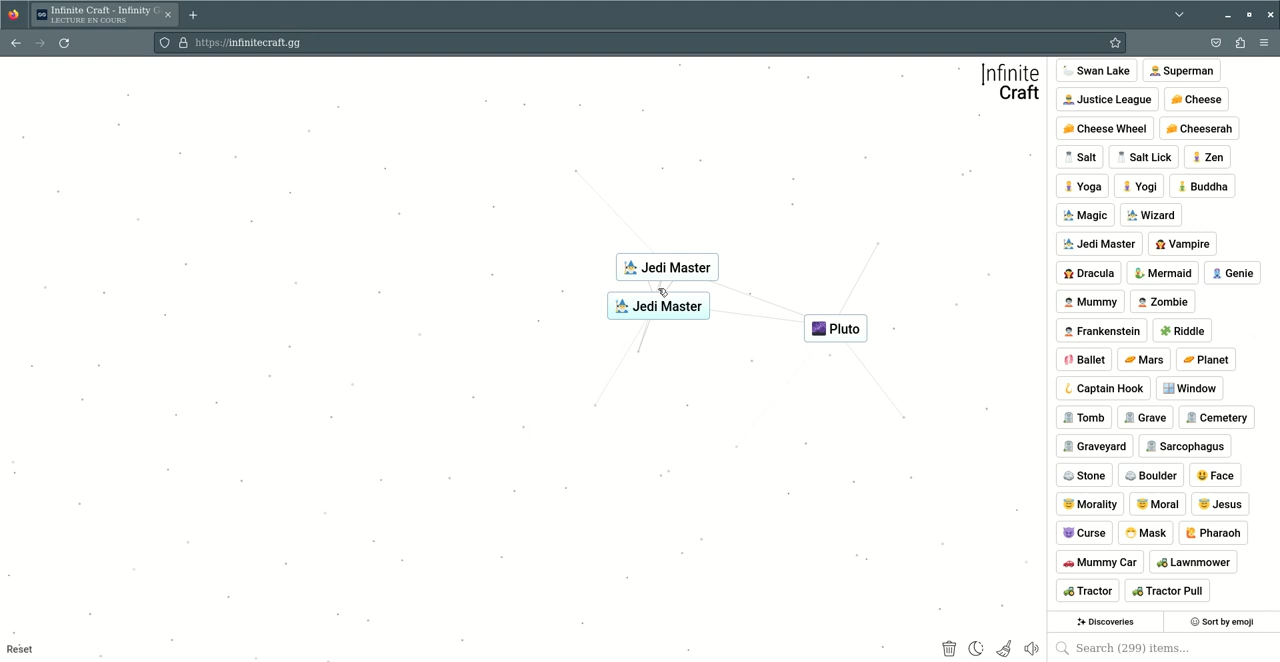 Infinite Craft - Infinity C
LECTURE EN COURS
https://infinitecraft.gg
Infinite
Craft
Swan Lake Superman
Justice League Cheese
Cheese Wheel Cheeserah
Salt Salt Lick Zen
Yoga Yogi Buddha
Magic Wizard
Jedi Master Vampire
Dracula Mermaid Genie
Mummy Zombie
Frankenstein Riddle
Ballet Mars Planet
Captain Hook Window
Tomb Grave Cemetery
Graveyard Sarcophagus
Stone Boulder Face
Morality Moral Jesus
Curse Mask Pharaoh
Mummy Car Lawnmower
Tractor Tractor Pull
Jedi Master
Jedi Master
Pluto
Discoveries Sort by emoji
Reset
Search (299) items...